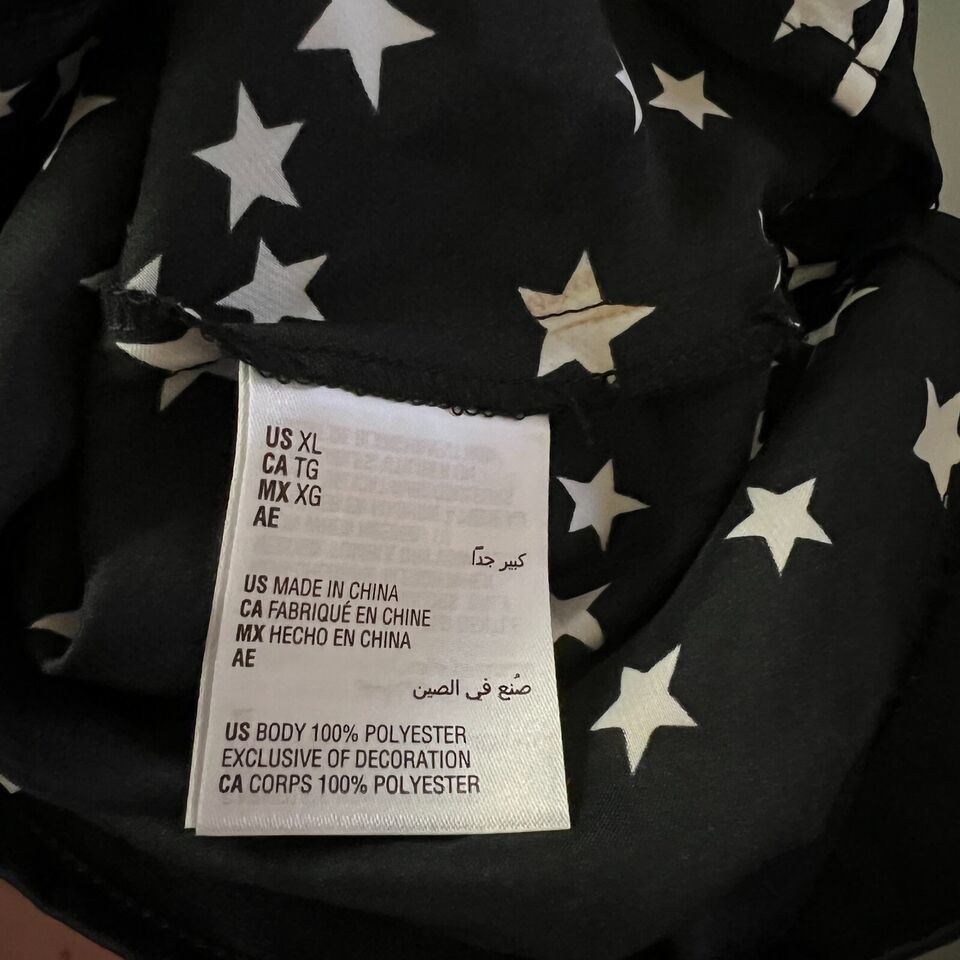 US XL
CA TG
MX XG
AE
كبير جدًا
US MADE IN CHINA
CA FABRIQUÉ EN CHINE
MX HECHO EN CHINA
AE
صُنع في الصين
US BODY 100% POLYESTER
EXCLUSIVE OF DECORATION
CA CORPS 100% POLYESTER